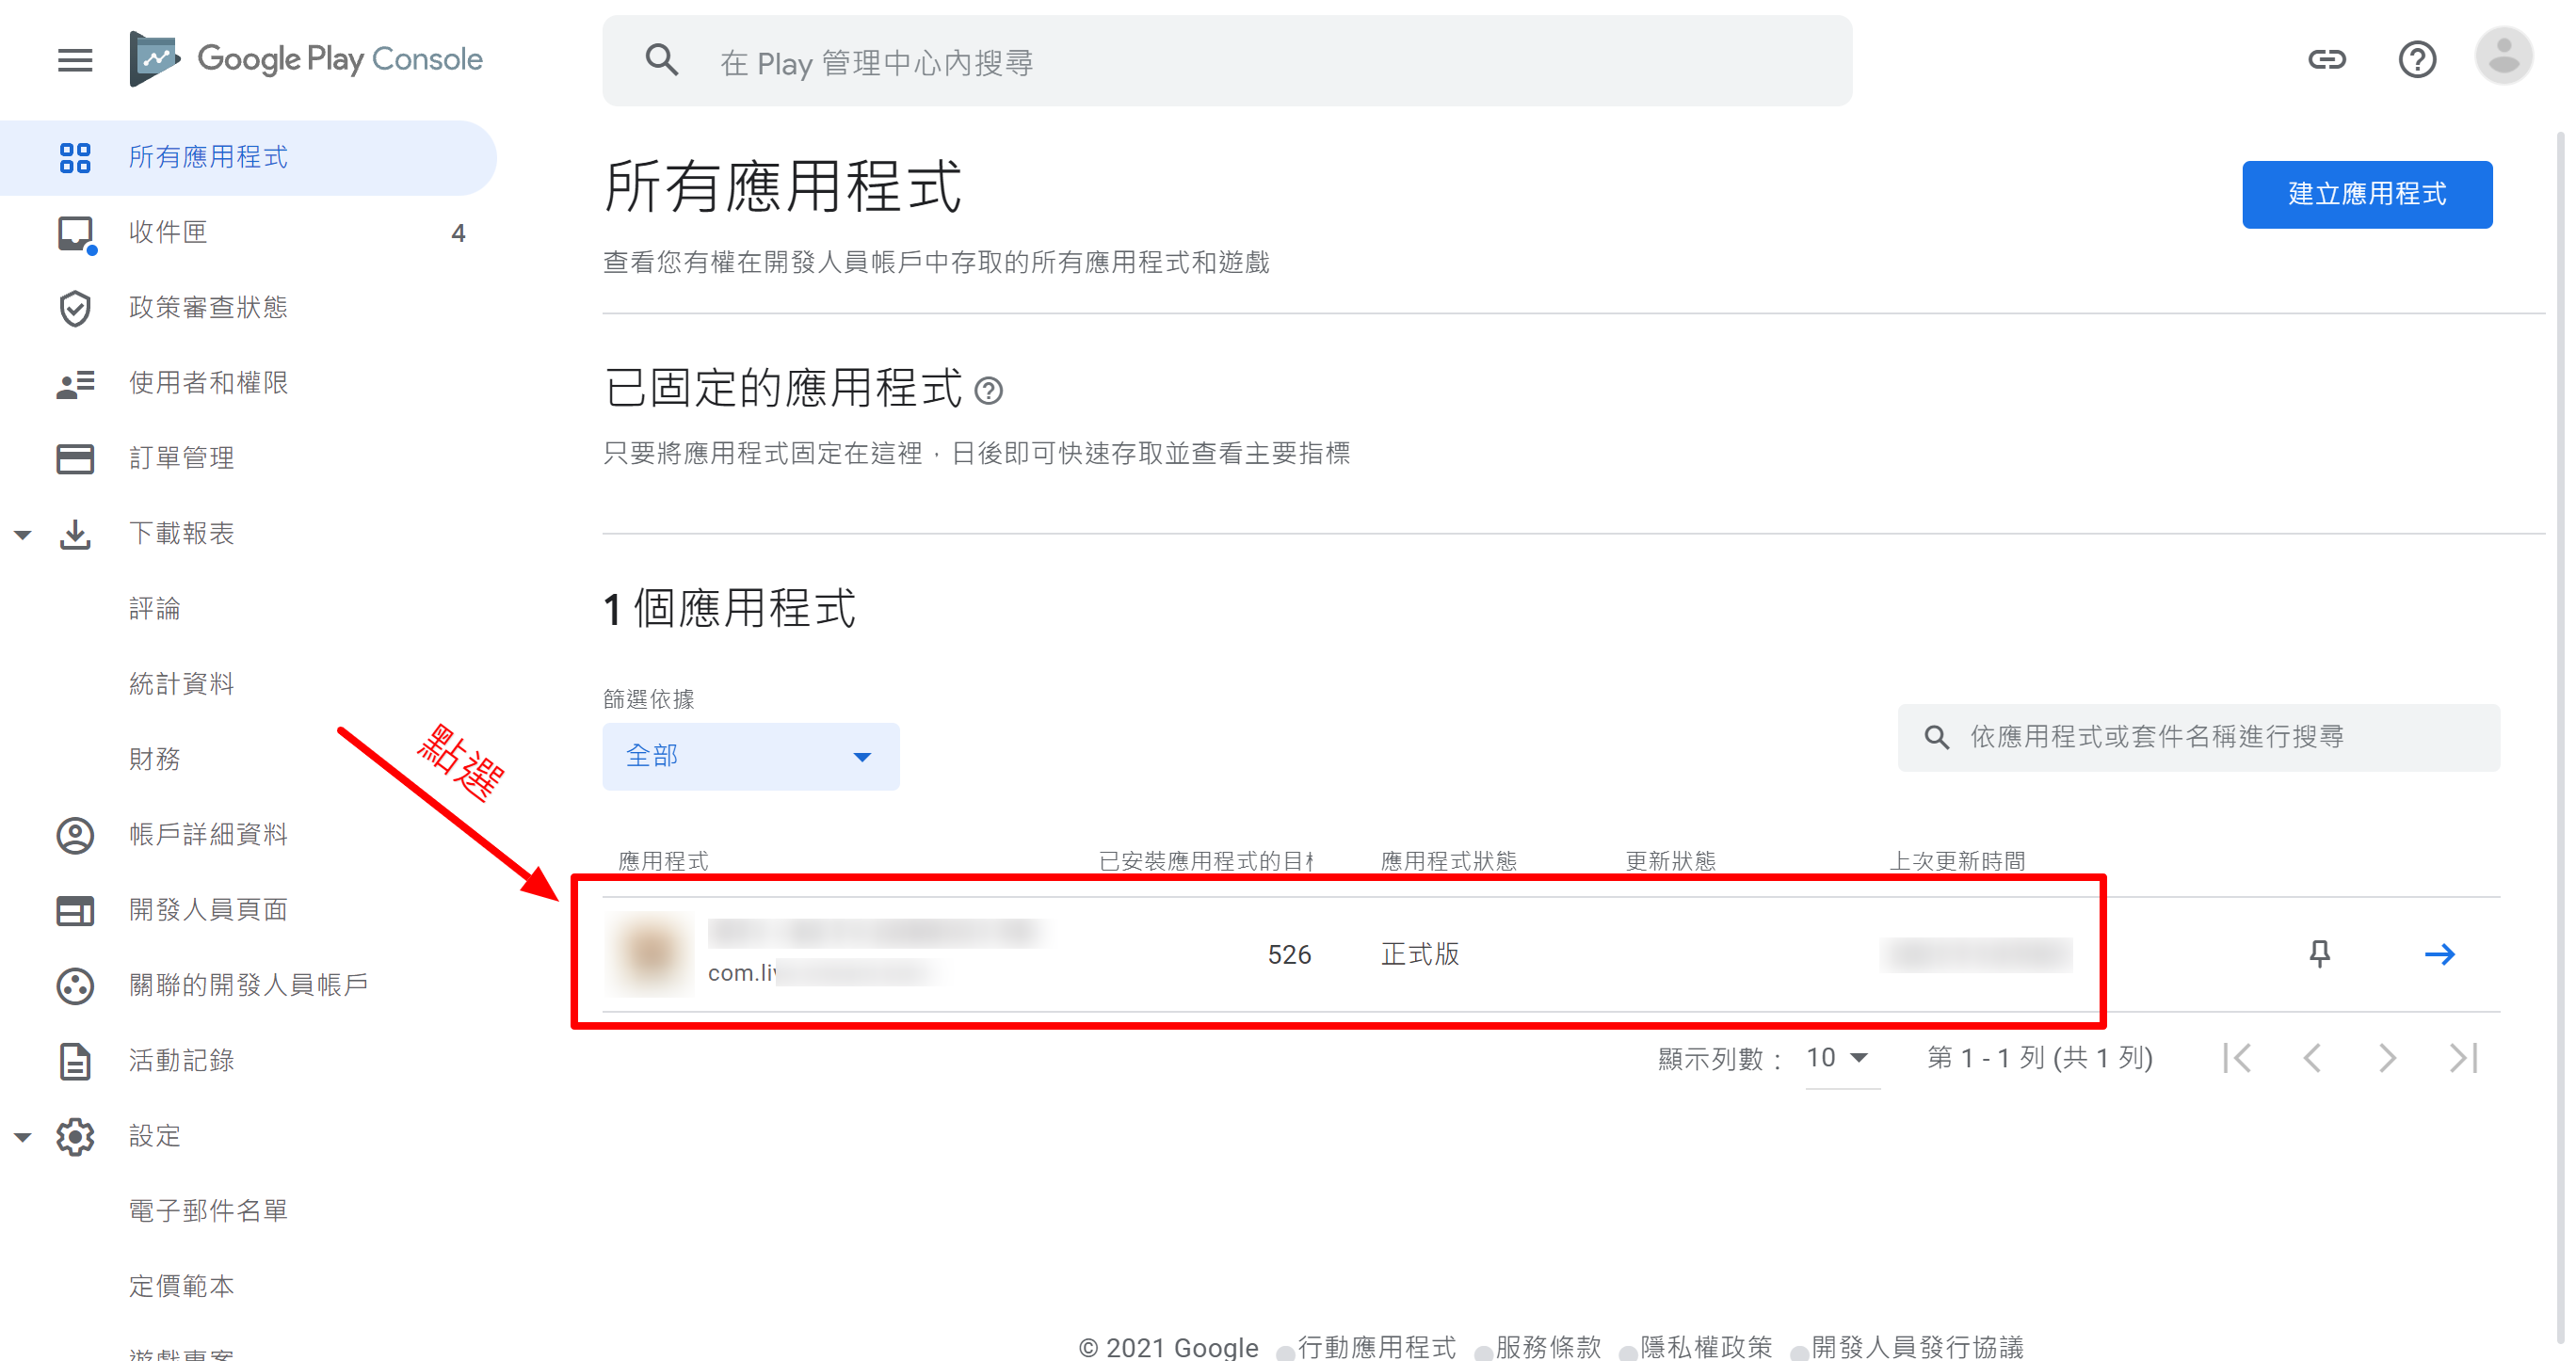 Google Play Console
在 Play 管理中心內搜尋
所有應用程式
收件匣 4
政策審查狀態
使用者和權限
訂單管理
下載報表
評論
統計資料
財務
帳戶詳細資料
開發人員頁面
關聯的開發人員帳戶
活動記錄
設定
電子郵件名單
定價範本
遊戲專案
所有應用程式
建立應用程式
查看您有權在開發人員帳戶中存取的所有應用程式和遊戲
已固定的應用程式
只要將應用程式固定在這裡，日後即可快速存取並查看主要指標
1 個應用程式
篩選依據
全部
依應用程式或套件名稱進行搜尋
點選
應用程式 已安裝應用程式的目 應用程式狀態 更新狀態 上次更新時間
com.li 526 正式版
顯示列數： 10 第 1 - 1 列 (共 1 列)
© 2021 Google 行動應用程式 服務條款 隱私權政策 開發人員發行協議